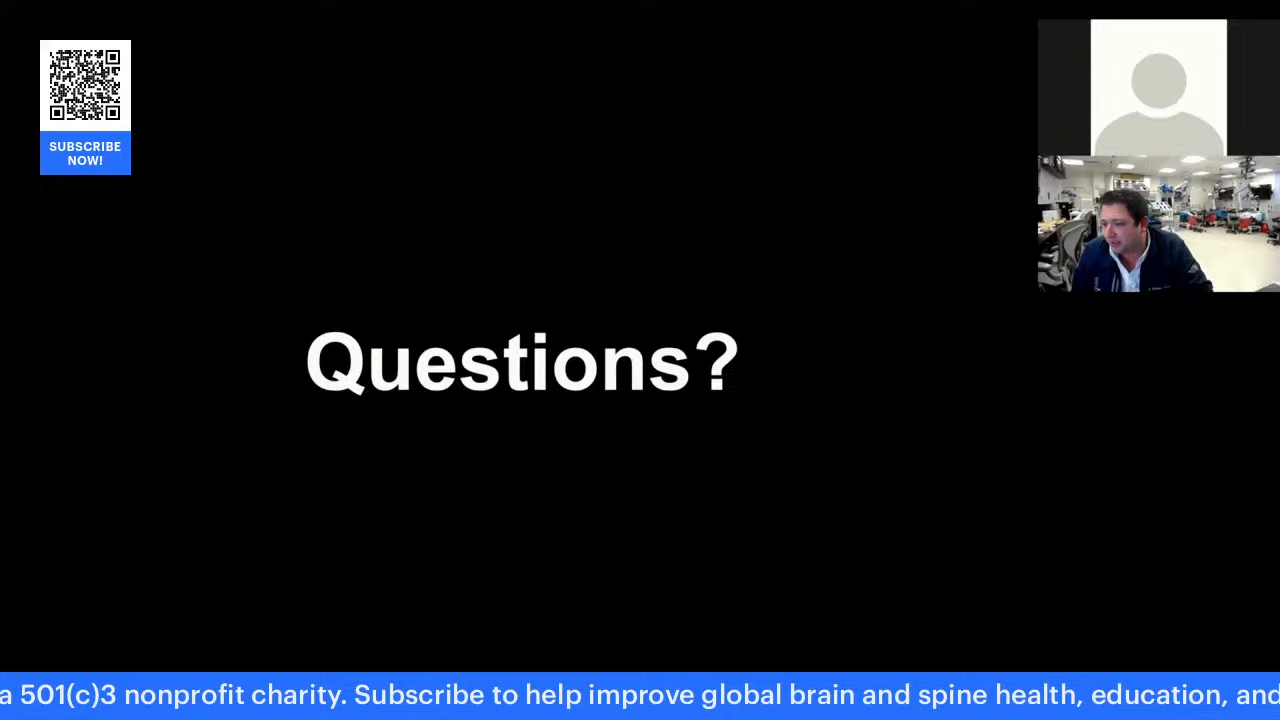 SUBSCRIBE
NOW!
Questions?
a 501(c)3 nonprofit charity. Subscribe to help improve global brain and spine health, education, and